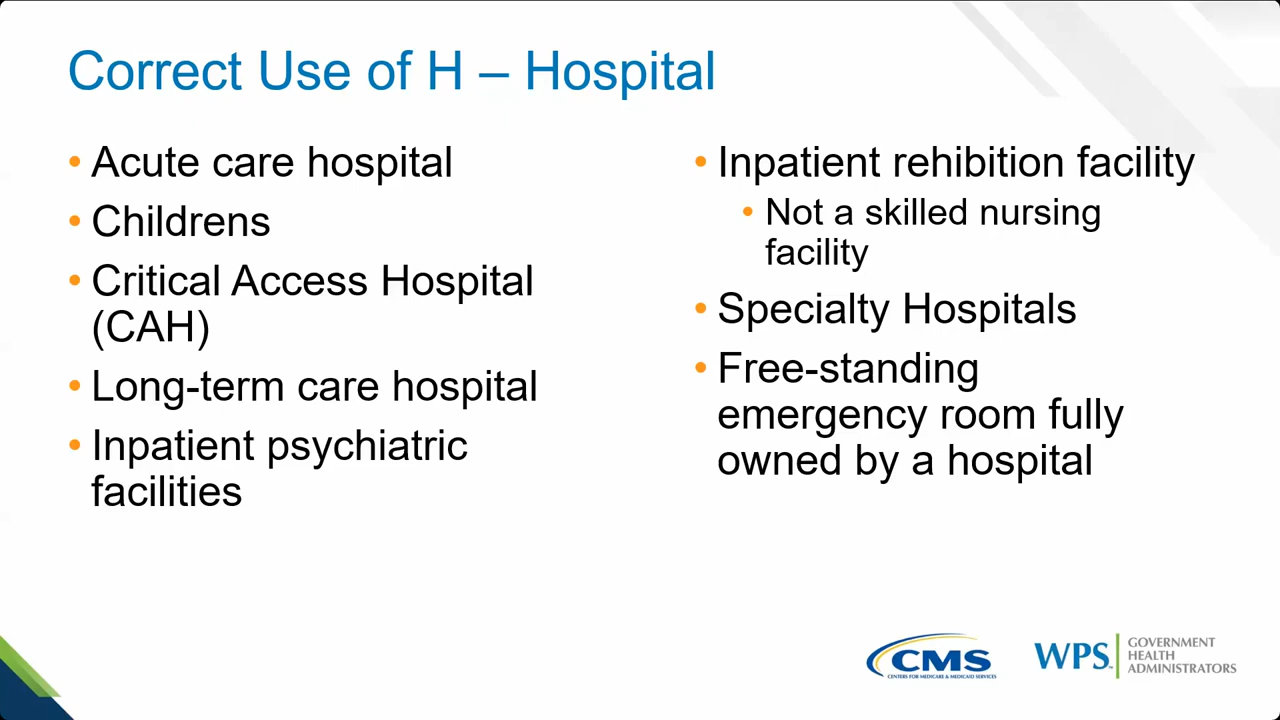 Correct Use of H – Hospital
• Acute care hospital
• Childrens
• Critical Access Hospital
(CAH)
• Long-term care hospital
• Inpatient psychiatric
facilities
• Inpatient rehibition facility
• Not a skilled nursing
facility
• Specialty Hospitals
• Free-standing
emergency room fully
owned by a hospital
CMS
CENTERS FOR MEDICARE & MEDICAID SERVICES
WPS
GOVERNMENT
HEALTH
ADMINISTRATORS